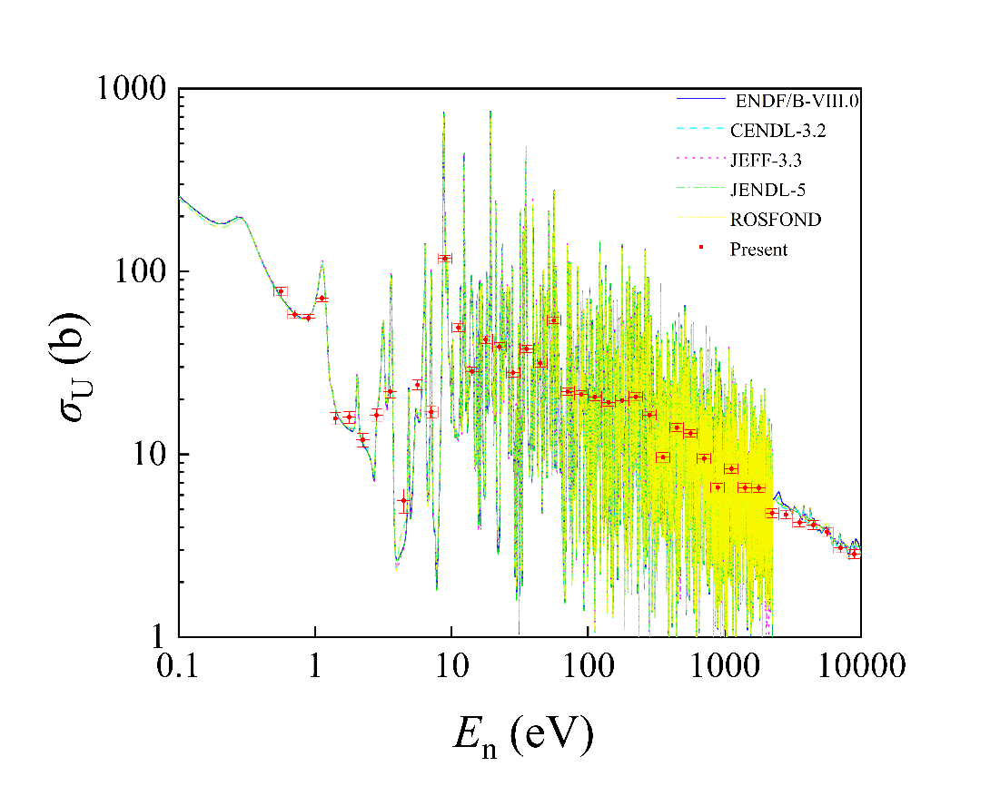 1000
100
10
1
σU (b)
ENDF/B-VIII.0
CENDL-3.2
JEFF-3.3
JENDL-5
ROSFOND
Present
0.1 1 10 100 1000 10000
En (eV)